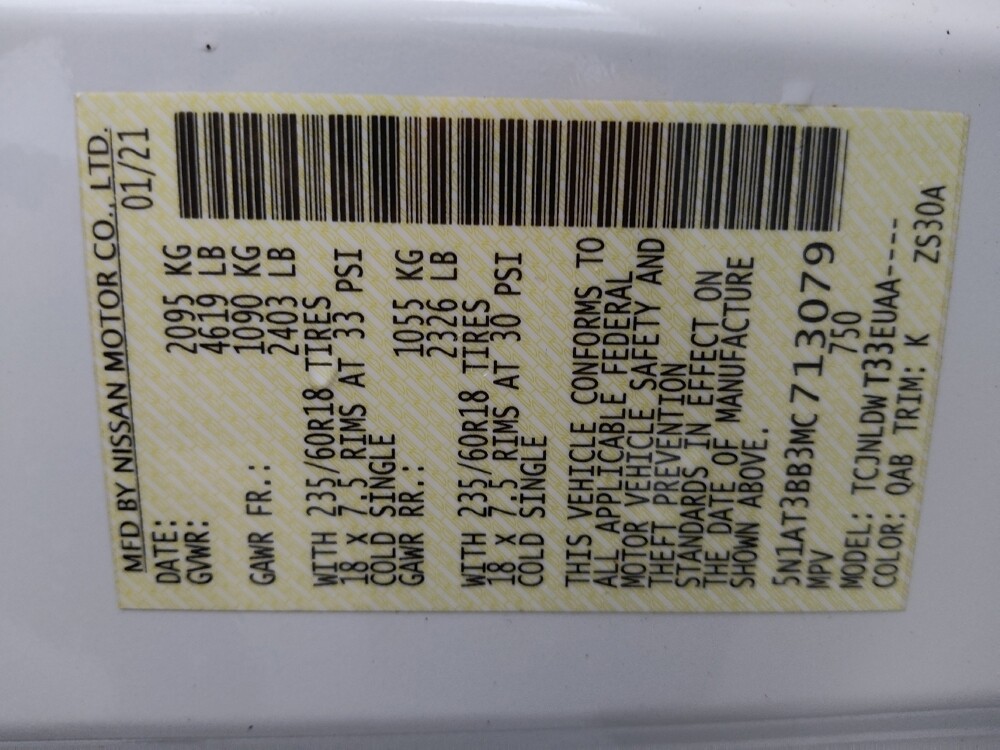 MFD BY NISSAN MOTOR CO., LTD.
DATE: 01/21
GVWR: 2095 KG
4619 LB
GAWR FR.: 1090 KG
2403 LB
WITH 235/60R18 TIRES
18 X 7.5 RIMS AT 33 PSI
COLD SINGLE
GAWR RR.: 1055 KG
2326 LB
WITH 235/60R18 TIRES
18 X 7.5 RIMS AT 30 PSI
COLD SINGLE
THIS VEHICLE CONFORMS TO
ALL APPLICABLE FEDERAL
MOTOR VEHICLE SAFETY AND
THEFT PREVENTION
STANDARDS IN EFFECT ON
THE DATE OF MANUFACTURE
SHOWN ABOVE.
5N1AT3BB3MC713079
MPV 750
MODEL: TCJNLDW T33EUAA----
COLOR: QAB TRIM: K ZS30A